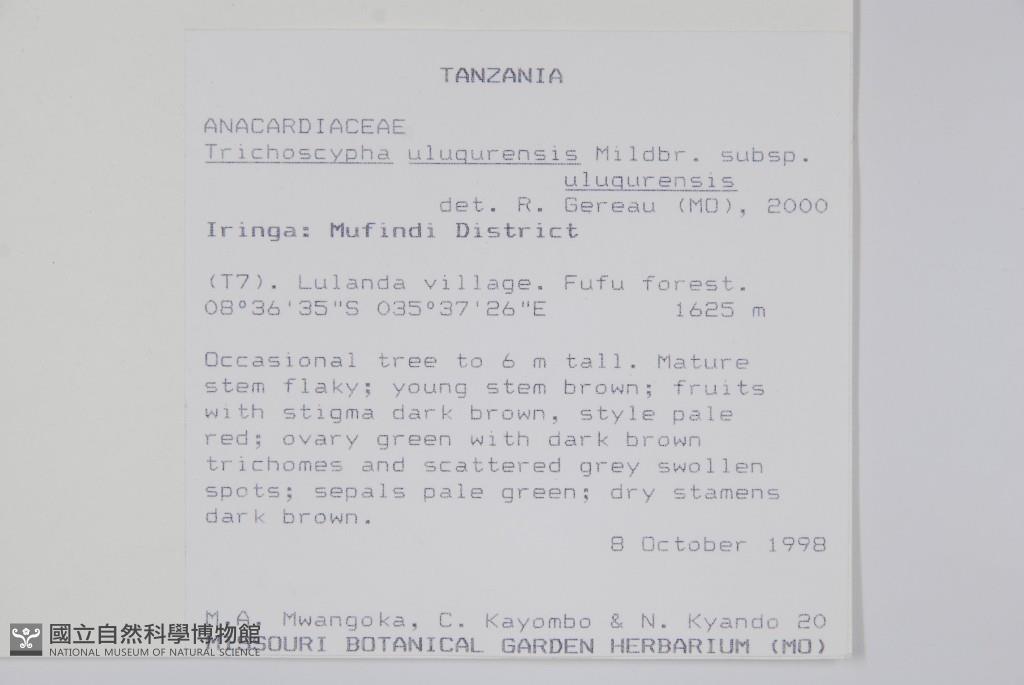 TANZANIA
ANACARDIACEAE
Trichoscypha ulugurensis Mildbr. subsp.
ulugurensis
det. R. Gereau (MO), 2000
Iringa: Mufindi District
(T7). Lulanda village. Fufu forest.
08°36'35"S 035°37'26"E 1625 m
Occasional tree to 6 m tall. Mature
stem flaky; young stem brown; fruits
with stigma dark brown, style pale
red; ovary green with dark brown
trichomes and scattered grey swollen
spots; sepals pale green; dry stamens
dark brown.
8 October 1998
M.A. Mwangoka, C. Kayombo & N. Kyando 20
MISSOURI BOTANICAL GARDEN HERBARIUM (MO)
國立自然科學博物館
NATIONAL MUSEUM OF NATURAL SCIENCE